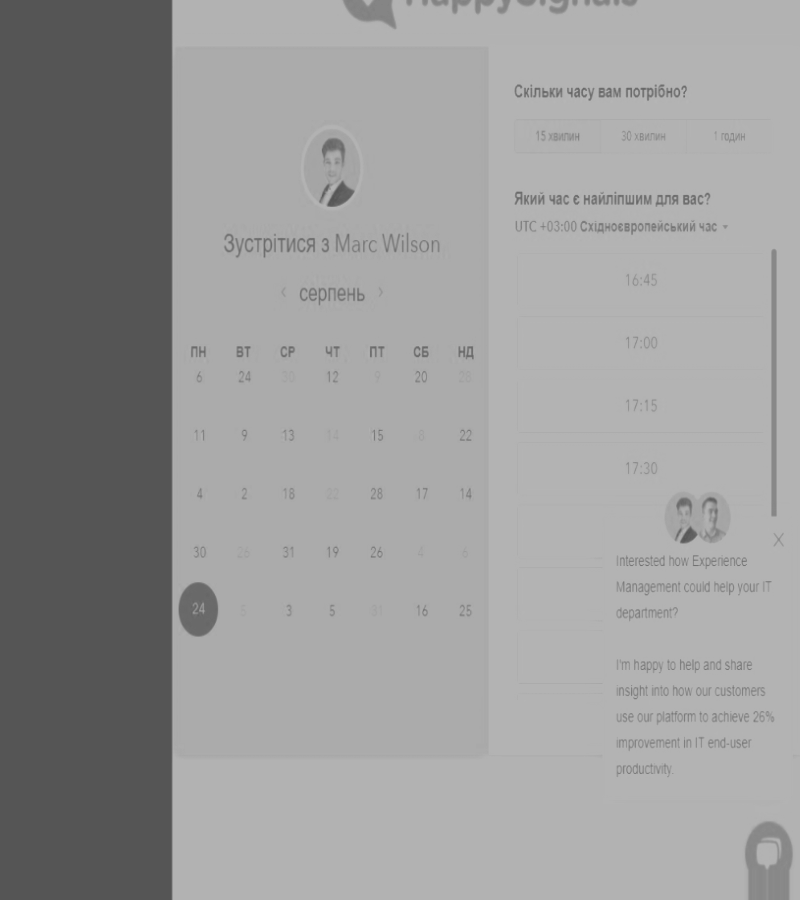 HappySignals
Зустрітися з Marc Wilson
‹ серпень ›
ПН ВТ СР ЧТ ПТ СБ НД
6 24 30 12 9 20 28
11 9 13 14 15 8 22
4 2 18 22 28 17 14
30 26 31 19 26 4 6
24 5 3 5 31 16 25
Скільки часу вам потрібно?
15 хвилин 30 хвилин 1 годин
Який час є найліпшим для вас?
UTC +03:00 Східноєвропейський час
16:45
17:00
17:15
17:30
X
Interested how Experience
Management could help your IT
department?
I'm happy to help and share
insight into how our customers
use our platform to achieve 26%
improvement in IT end-user
productivity.